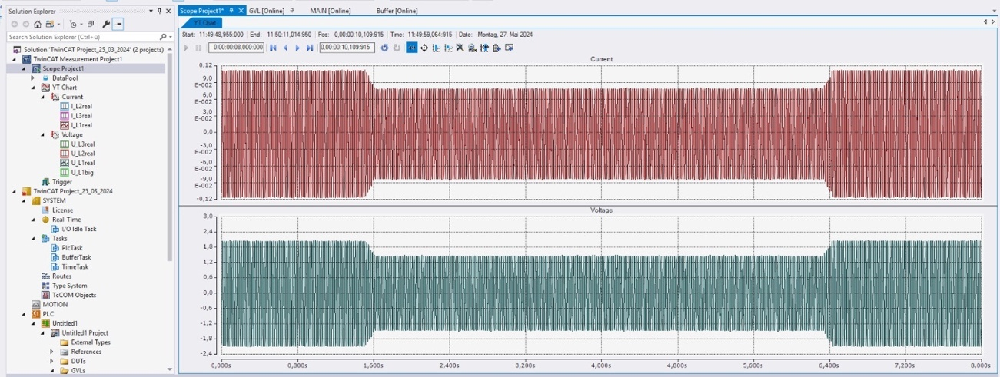 Solution Explorer
Search Solution Explorer (Ctrl+ü)
Solution 'TwinCAT Project_25_03_2024' (2 projects)
TwinCAT Measurement Project1
Scope Project1
DataPool
YT Chart
Current
I_L2real
I_L3real
I_L1real
Voltage
U_L3real
U_L2real
U_L1real
U_L1big
Trigger
TwinCAT Project_25_03_2024
SYSTEM
License
Real-Time
I/O Idle Task
Tasks
PlcTask
BufferTask
TimeTask
Routes
Type System
TcCOM Objects
MOTION
PLC
Untitled1
Untitled1 Project
External Types
References
DUTs
GVLs
Scope Project1* GVL [Online] MAIN [Online] Buffer [Online]
YT Chart
Start: 11:49:48,955:000 End: 11:50:11,014:950 Pos: 0,00:00:10,109:915 Time: 11:49:59,064:915 Date: Montag, 27. Mai 2024
0,00:00:08,000:000 0,00:00:10,109:915
Current
0,12
9,0
E-002
6,0
E-002
3,0
E-002
0,0
-3,0
E-002
-6,0
E-002
-9,0
E-002
-0,12
Voltage
3,0
2,4
1,8
1,2
0,6
0,0
-0,6
-1,2
-1,8
-2,4
0,000s 0,800s 1,600s 2,400s 3,200s 4,000s 4,800s 5,600s 6,400s 7,200s 8,000s